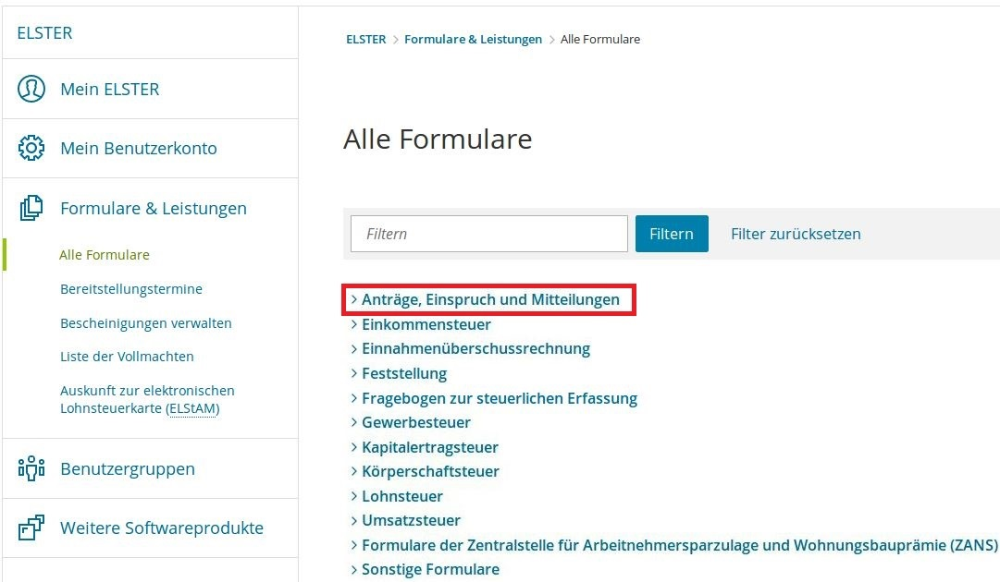 ELSTER
Mein ELSTER
Mein Benutzerkonto
Formulare & Leistungen
Alle Formulare
Bereitstellungstermine
Bescheinigungen verwalten
Liste der Vollmachten
Auskunft zur elektronischen
Lohnsteuerkarte (ELStAM)
Benutzergruppen
Weitere Softwareprodukte
ELSTER > Formulare & Leistungen > Alle Formulare
Alle Formulare
Filtern Filtern Filter zurücksetzen
> Anträge, Einspruch und Mitteilungen
> Einkommensteuer
> Einnahmenüberschussrechnung
> Feststellung
> Fragebogen zur steuerlichen Erfassung
> Gewerbesteuer
> Kapitalertragsteuer
> Körperschaftsteuer
> Lohnsteuer
> Umsatzsteuer
> Formulare der Zentralstelle für Arbeitnehmersparzulage und Wohnungsbauprämie (ZANS)
> Sonstige Formulare